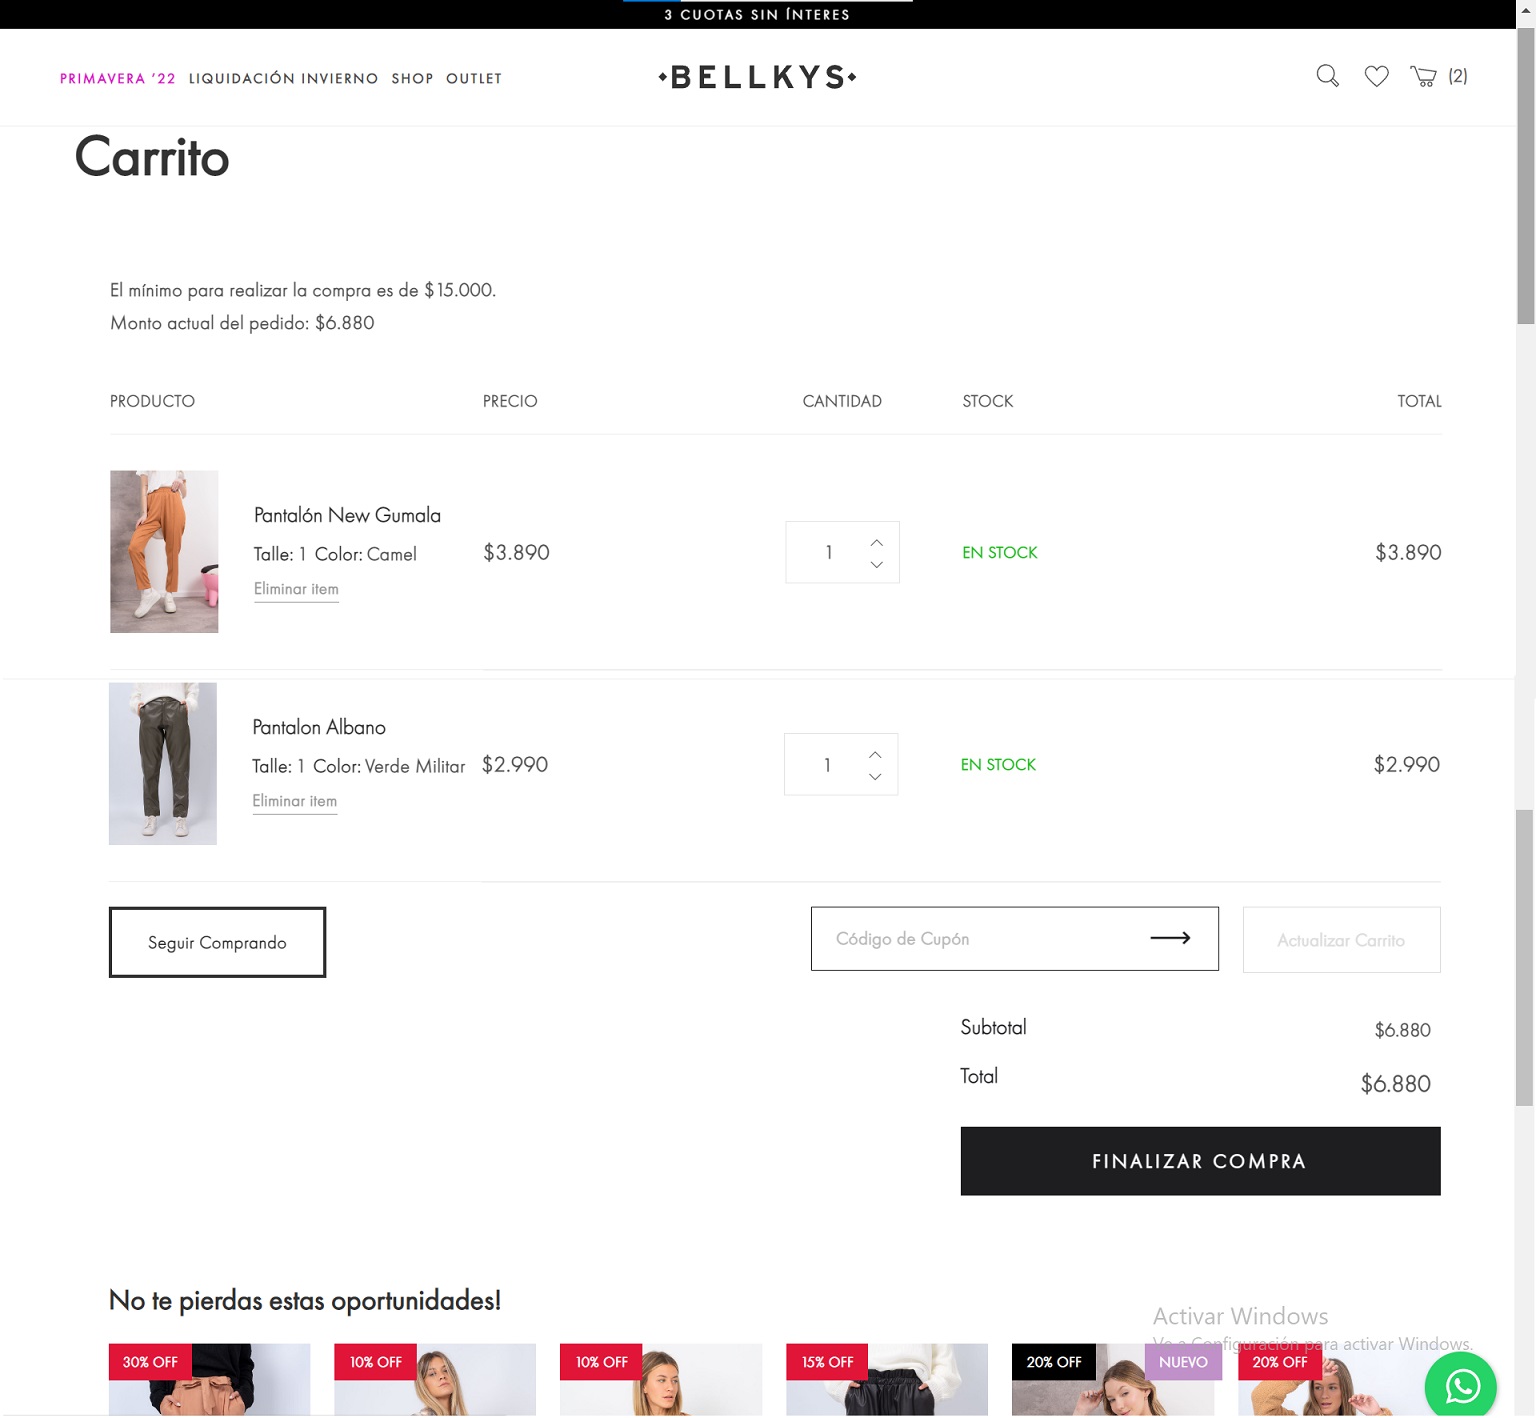 3 CUOTAS SIN ÍNTERES
PRIMAVERA '22 LIQUIDACIÓN INVIERNO SHOP OUTLET
BELLKYS
(2)
Carrito
El mínimo para realizar la compra es de $15.000.
Monto actual del pedido: $6.880
PRODUCTO PRECIO CANTIDAD STOCK TOTAL
Pantalón New Gumala
Talle: 1 Color: Camel
$3.890 1 EN STOCK $3.890
Eliminar item
Pantalon Albano
Talle: 1 Color: Verde Militar
$2.990 1 EN STOCK $2.990
Eliminar item
Seguir Comprando
Código de Cupón
Actualizar Carrito
Subtotal $6.880
Total $6.880
FINALIZAR COMPRA
No te pierdas estas oportunidades!
Activar Windows
Ve a Configuración para activar Windows.
30% OFF
10% OFF
10% OFF
15% OFF
20% OFF
NUEVO
20% OFF